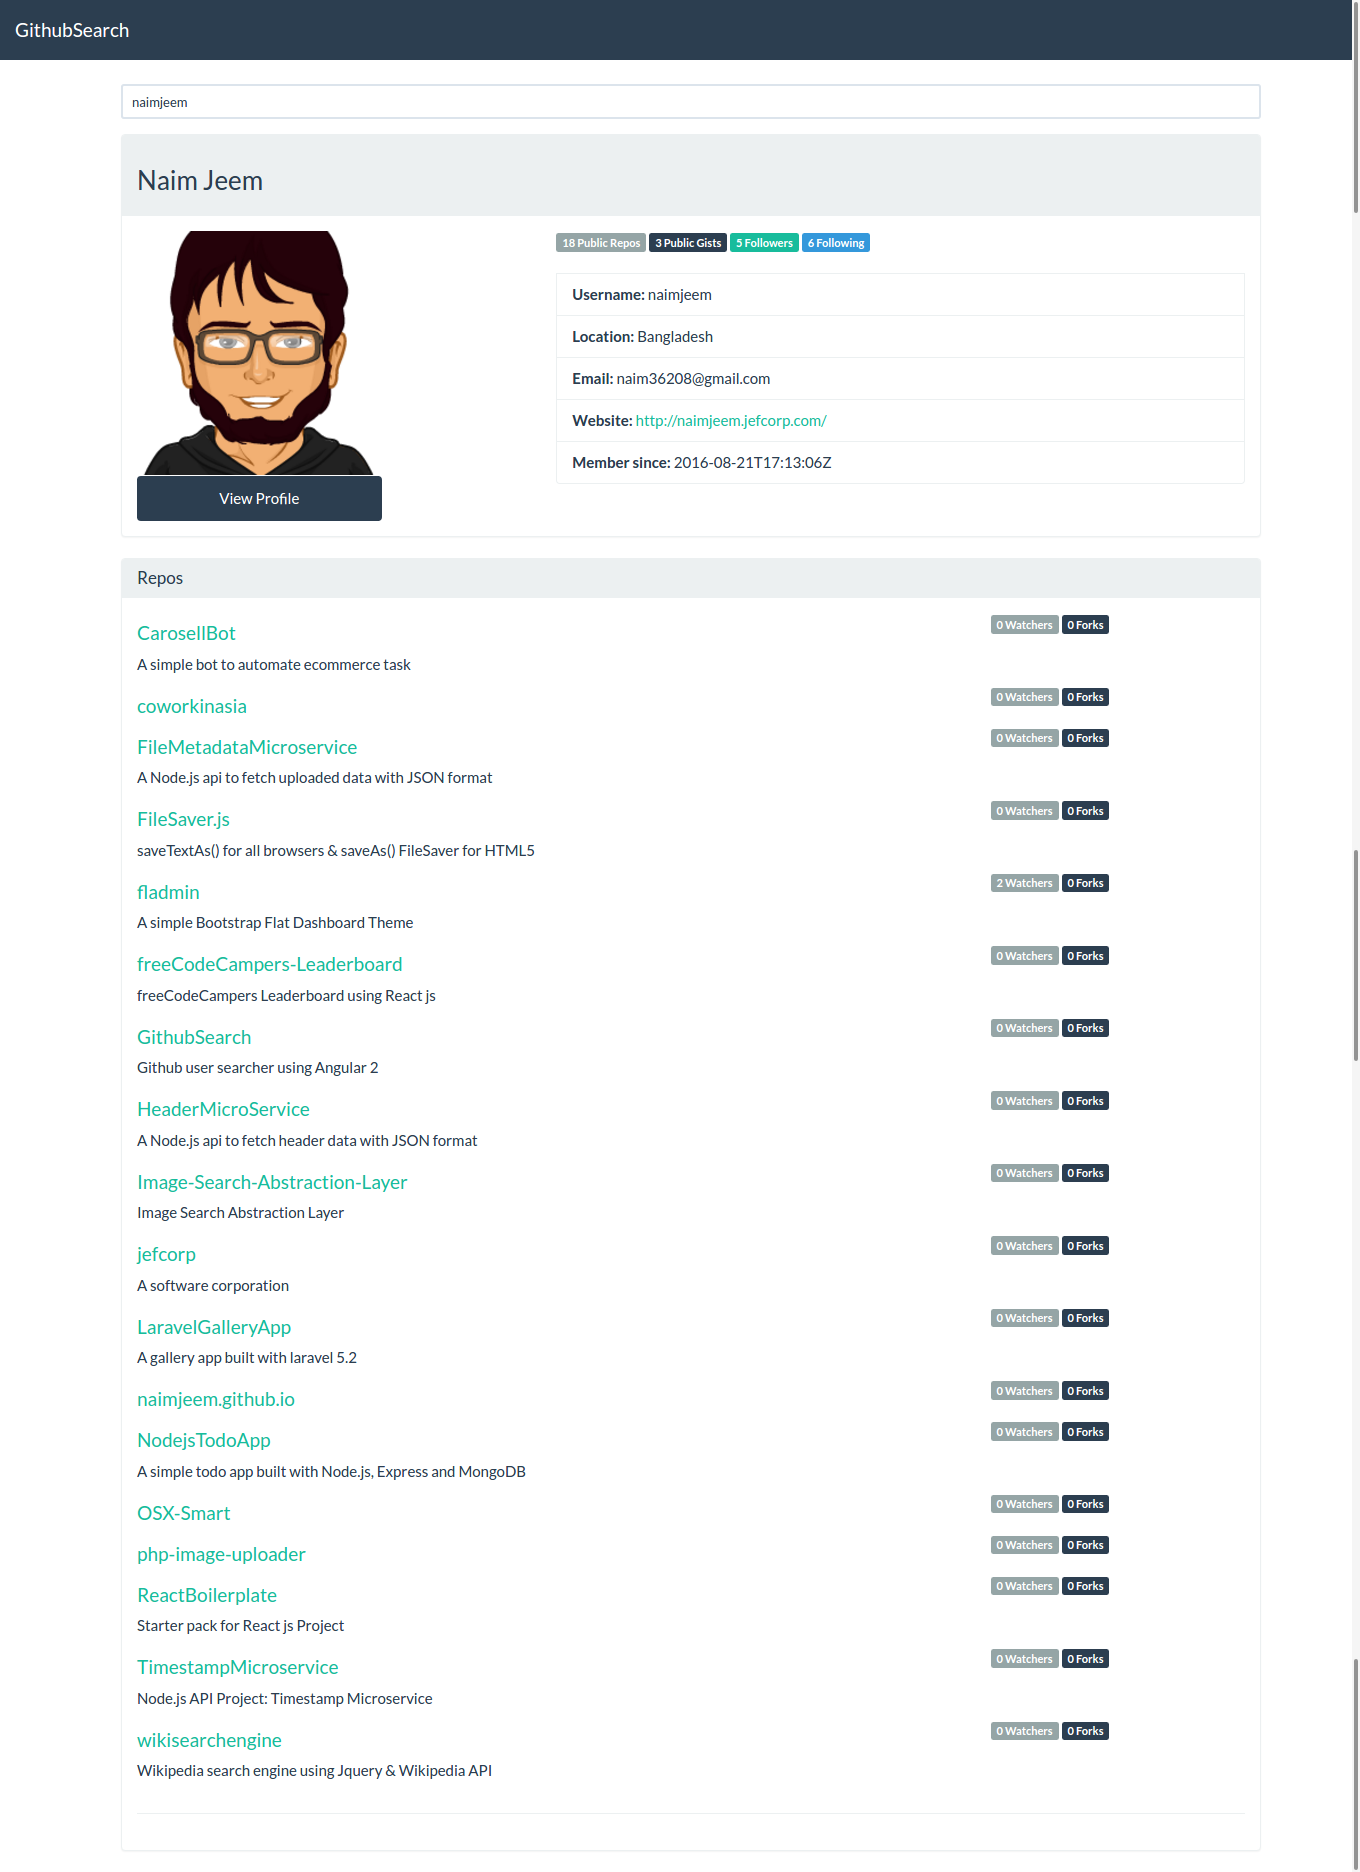 GithubSearch
naimjeem
Naim Jeem
18 Public Repos 3 Public Gists 5 Followers 6 Following
Username: naimjeem
Location: Bangladesh
Email: naim36208@gmail.com
Website: http://naimjeem.jefcorp.com/
Member since: 2016-08-21T17:13:06Z
View Profile
Repos
CarosellBot 0 Watchers 0 Forks
A simple bot to automate ecommerce task
coworkinasia 0 Watchers 0 Forks
FileMetadataMicroservice 0 Watchers 0 Forks
A Node.js api to fetch uploaded data with JSON format
FileSaver.js 0 Watchers 0 Forks
saveTextAs() for all browsers & saveAs() FileSaver for HTML5
fladmin 2 Watchers 0 Forks
A simple Bootstrap Flat Dashboard Theme
freeCodeCampers-Leaderboard 0 Watchers 0 Forks
freeCodeCampers Leaderboard using React js
GithubSearch 0 Watchers 0 Forks
Github user searcher using Angular 2
HeaderMicroService 0 Watchers 0 Forks
A Node.js api to fetch header data with JSON format
Image-Search-Abstraction-Layer 0 Watchers 0 Forks
Image Search Abstraction Layer
jefcorp 0 Watchers 0 Forks
A software corporation
LaravelGalleryApp 0 Watchers 0 Forks
A gallery app built with laravel 5.2
naimjeem.github.io 0 Watchers 0 Forks
NodejsTodoApp 0 Watchers 0 Forks
A simple todo app built with Node.js, Express and MongoDB
OSX-Smart 0 Watchers 0 Forks
php-image-uploader 0 Watchers 0 Forks
ReactBoilerplate 0 Watchers 0 Forks
Starter pack for React js Project
TimestampMicroservice 0 Watchers 0 Forks
Node.js API Project: Timestamp Microservice
wikisearchengine 0 Watchers 0 Forks
Wikipedia search engine using Jquery & Wikipedia API